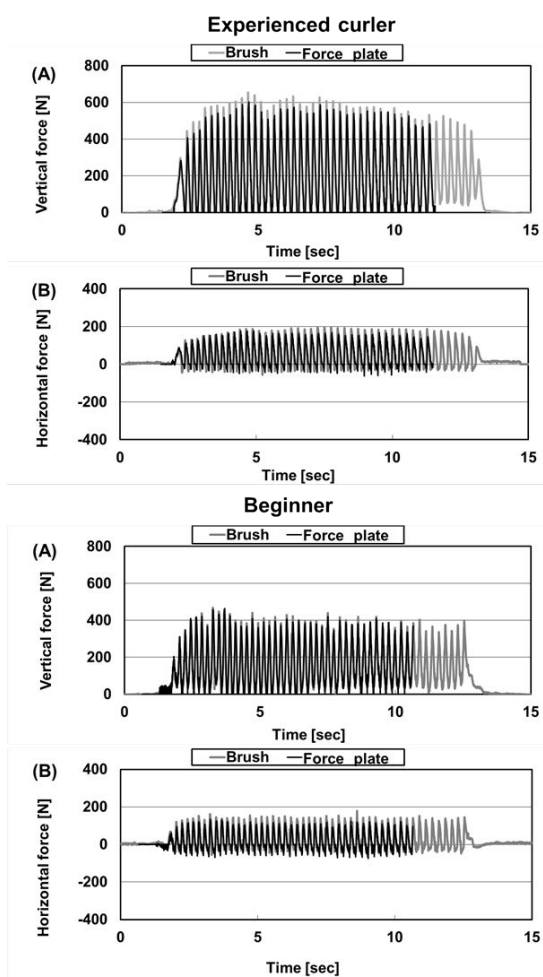 Experienced curler
Brush Force plate
(A)
Vertical force [N]
800
600
400
200
0
0 5 10 15
Time [sec]
Brush Force plate
(B)
Horizontal force [N]
400
200
0
-200
-400
0 5 10 15
Time [sec]
Beginner
Brush Force plate
(A)
Vertical force [N]
800
600
400
200
0
0 5 10 15
Time [sec]
Brush Force plate
(B)
Horizontal force [N]
400
200
0
-200
-400
0 5 10 15
Time [sec]